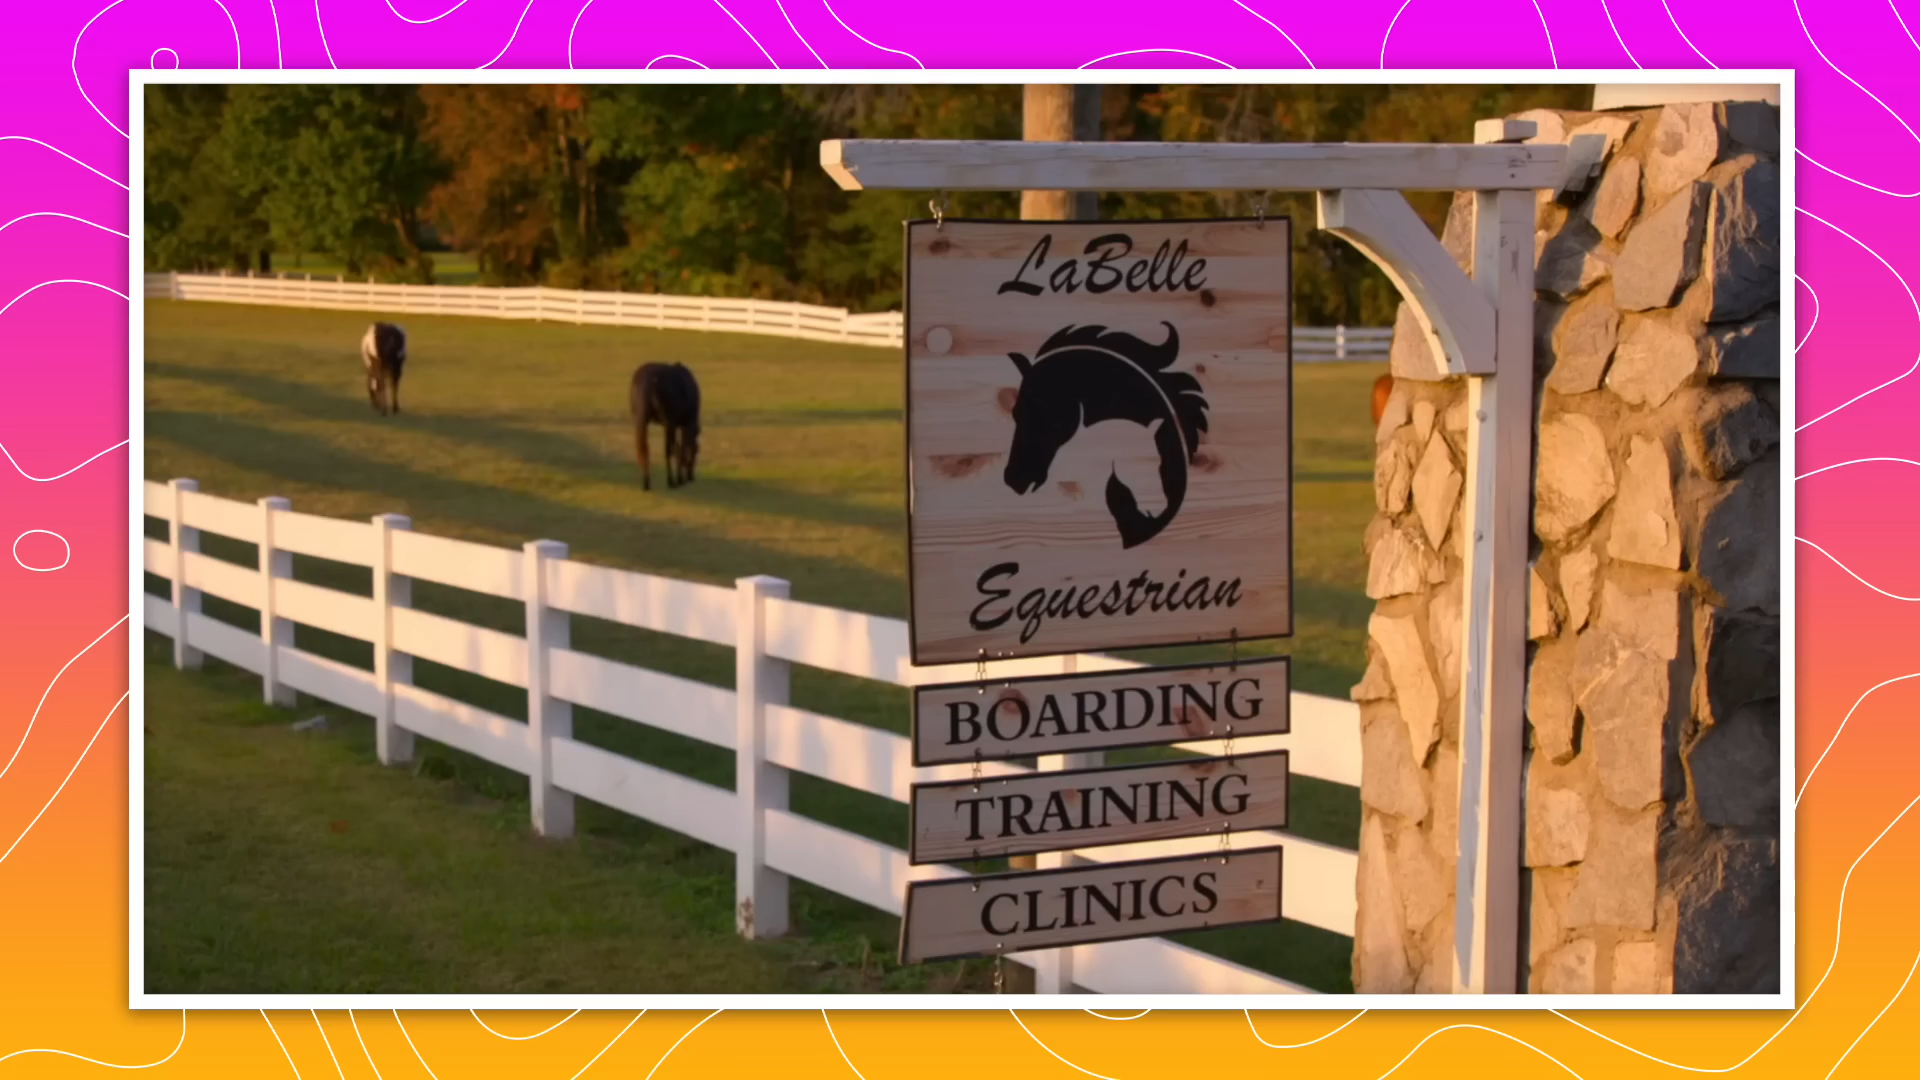 LaBelle
Equestrian
BOARDING
TRAINING
CLINICS